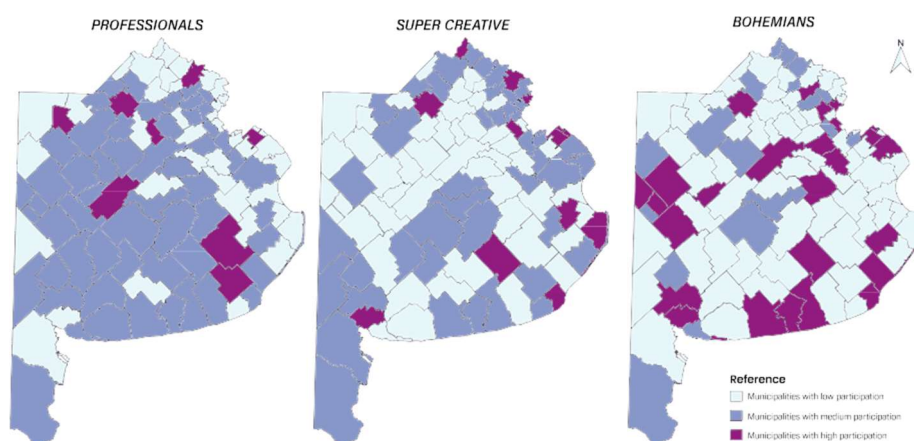 PROFESSIONALS
SUPER CREATIVE
BOHEMIANS
N
Reference
Municipalities with low participation
Municipalities with medium participation
Municipalities with high participation